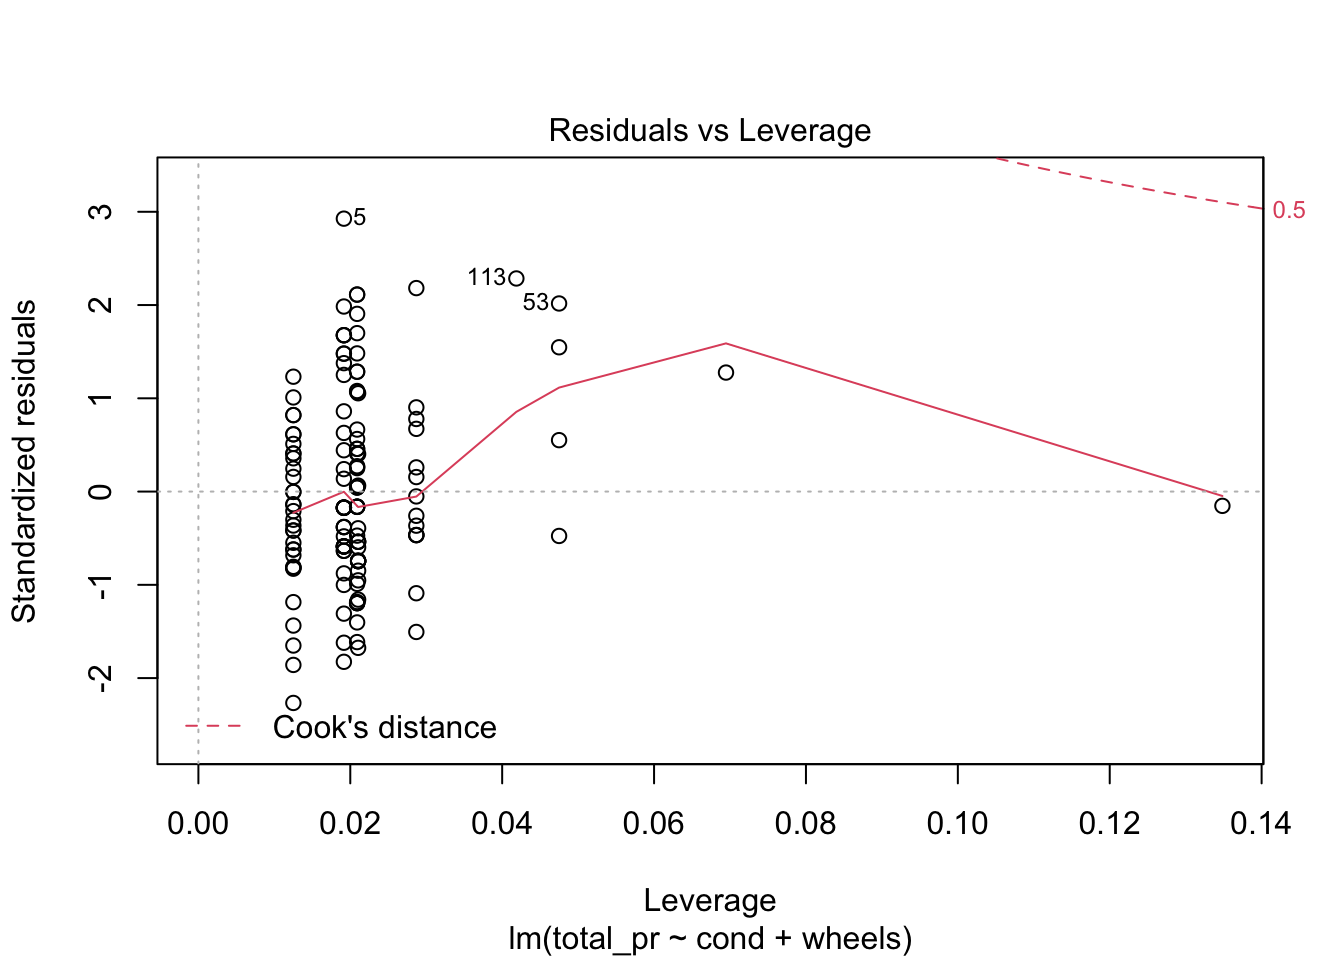 Residuals vs Leverage
Standardized residuals
3
2
1
0
-1
-2
5
113
53
0.5
Cook's distance
0.00 0.02 0.04 0.06 0.08 0.10 0.12 0.14
Leverage
lm(total_pr ~ cond + wheels)